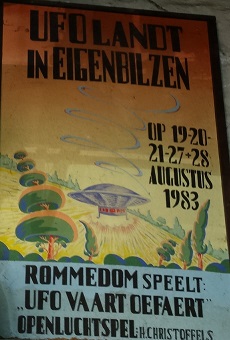 UFO LANDT
IN EIGENBILZEN
OP 19-20-
21-27+28
AUGUSTUS
1983
ROMMEDOM SPEELT:
"UFO VAART OEFAERT"
OPENLUCHTSPEL: H. CHRISTOFFELS